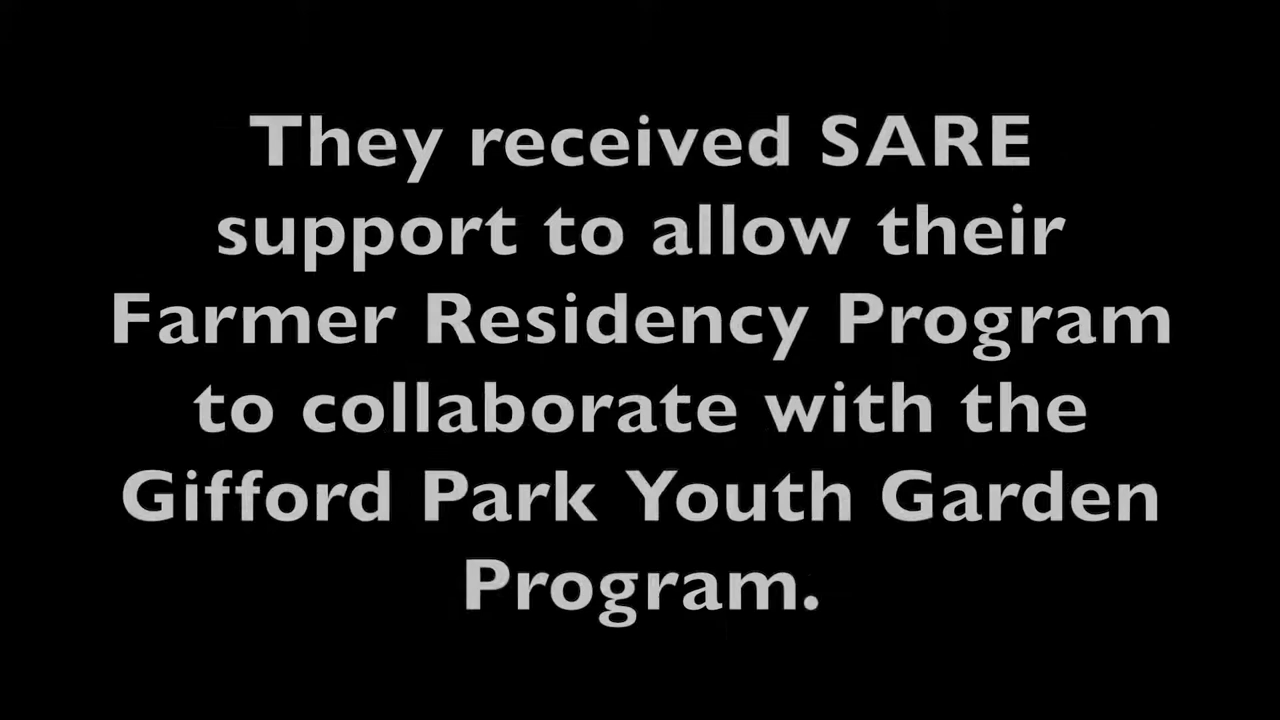 They received SARE
support to allow their
Farmer Residency Program
to collaborate with the
Gifford Park Youth Garden
Program.